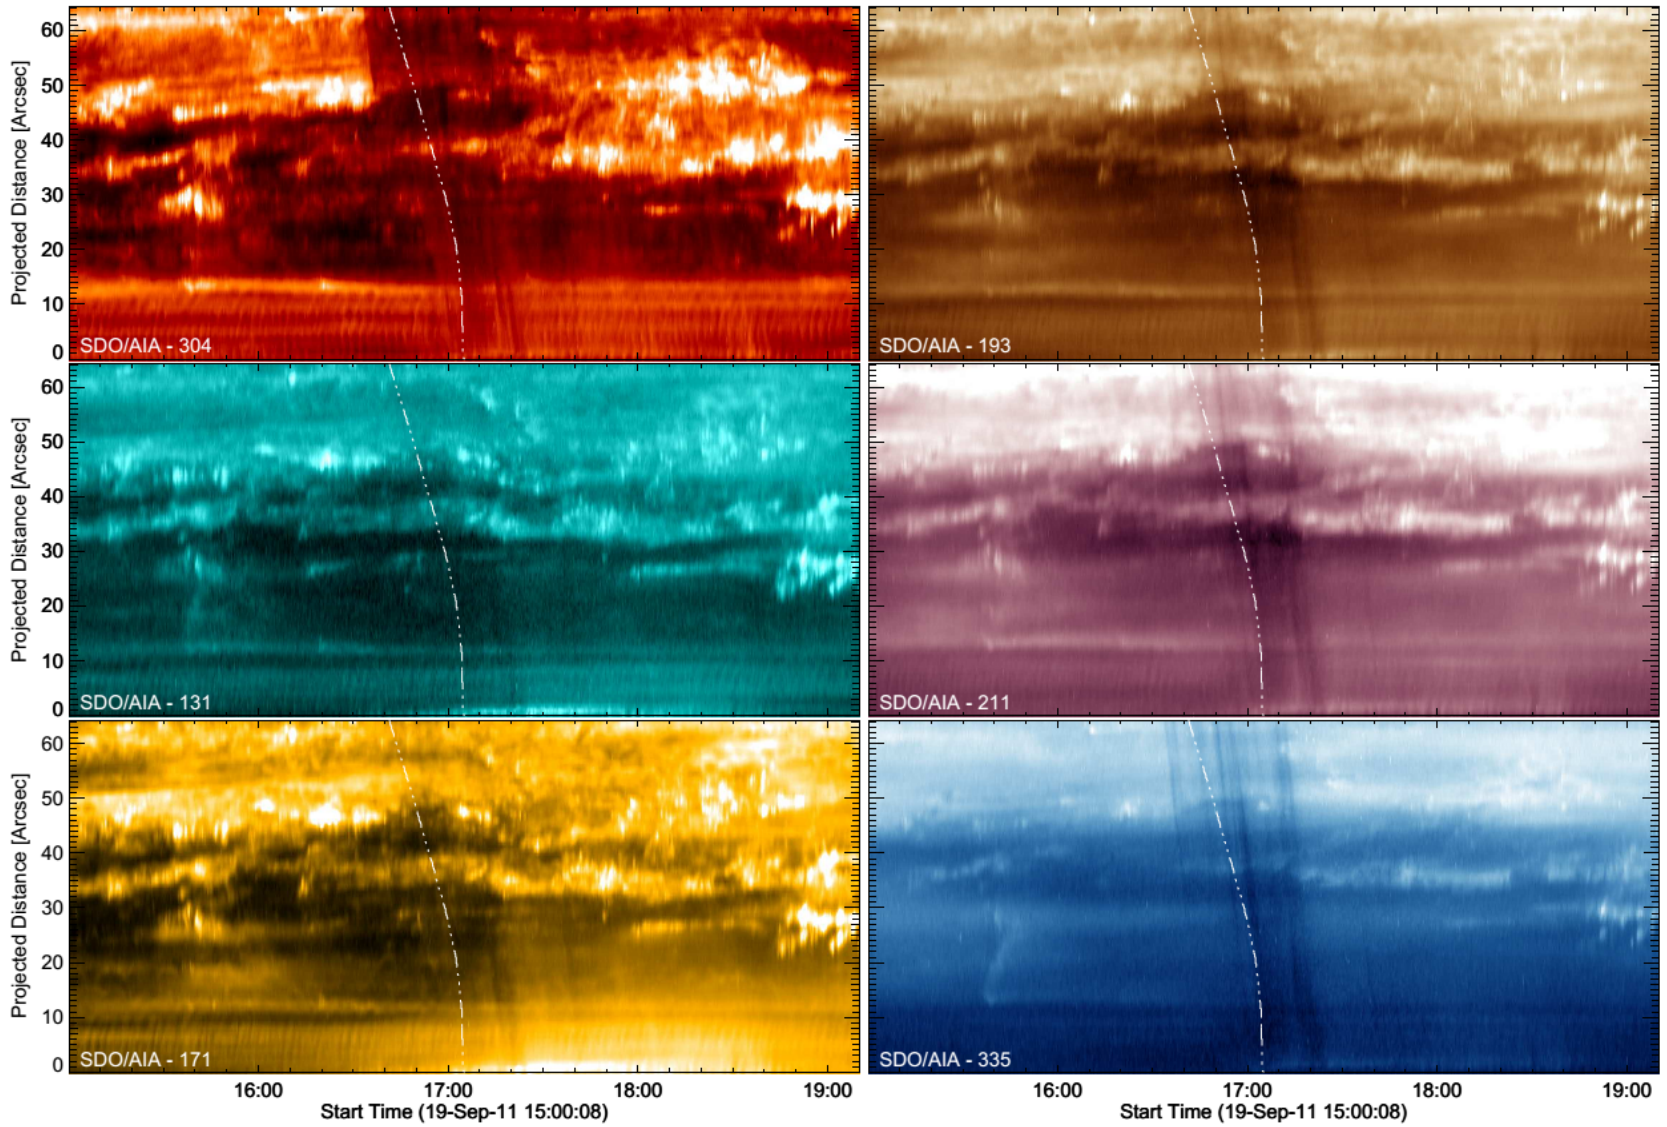 Projected Distance [Arcsec]
60
50
40
30
20
10
0
SDO/AIA - 304
SDO/AIA - 193
Projected Distance [Arcsec]
60
50
40
30
20
10
0
SDO/AIA - 131
SDO/AIA - 211
Projected Distance [Arcsec]
60
50
40
30
20
10
0
SDO/AIA - 171
SDO/AIA - 335
16:00 17:00 18:00 19:00
16:00 17:00 18:00 19:00
Start Time (19-Sep-11 15:00:08)
Start Time (19-Sep-11 15:00:08)